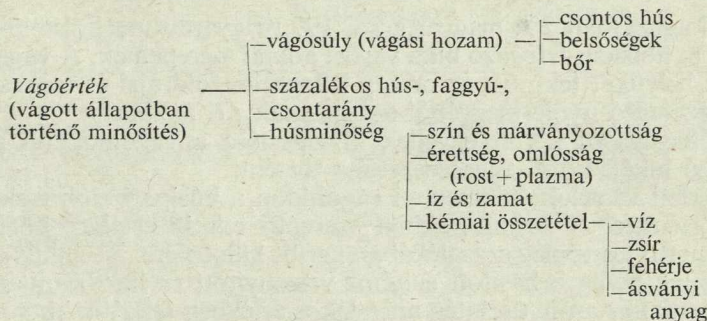 csontos hús
vágósúly (vágási hozam)
belsőségek
bőr
Vágóérték
százalékos hús-, faggyú-,
(vágott állapotban
csontarány
történő minősítés)
húsminőség
szín és márványozottság
érettség, omlósság
(rost+plazma)
íz és zamat
kémiai összetétel
víz
zsír
fehérje
ásványi
anyag